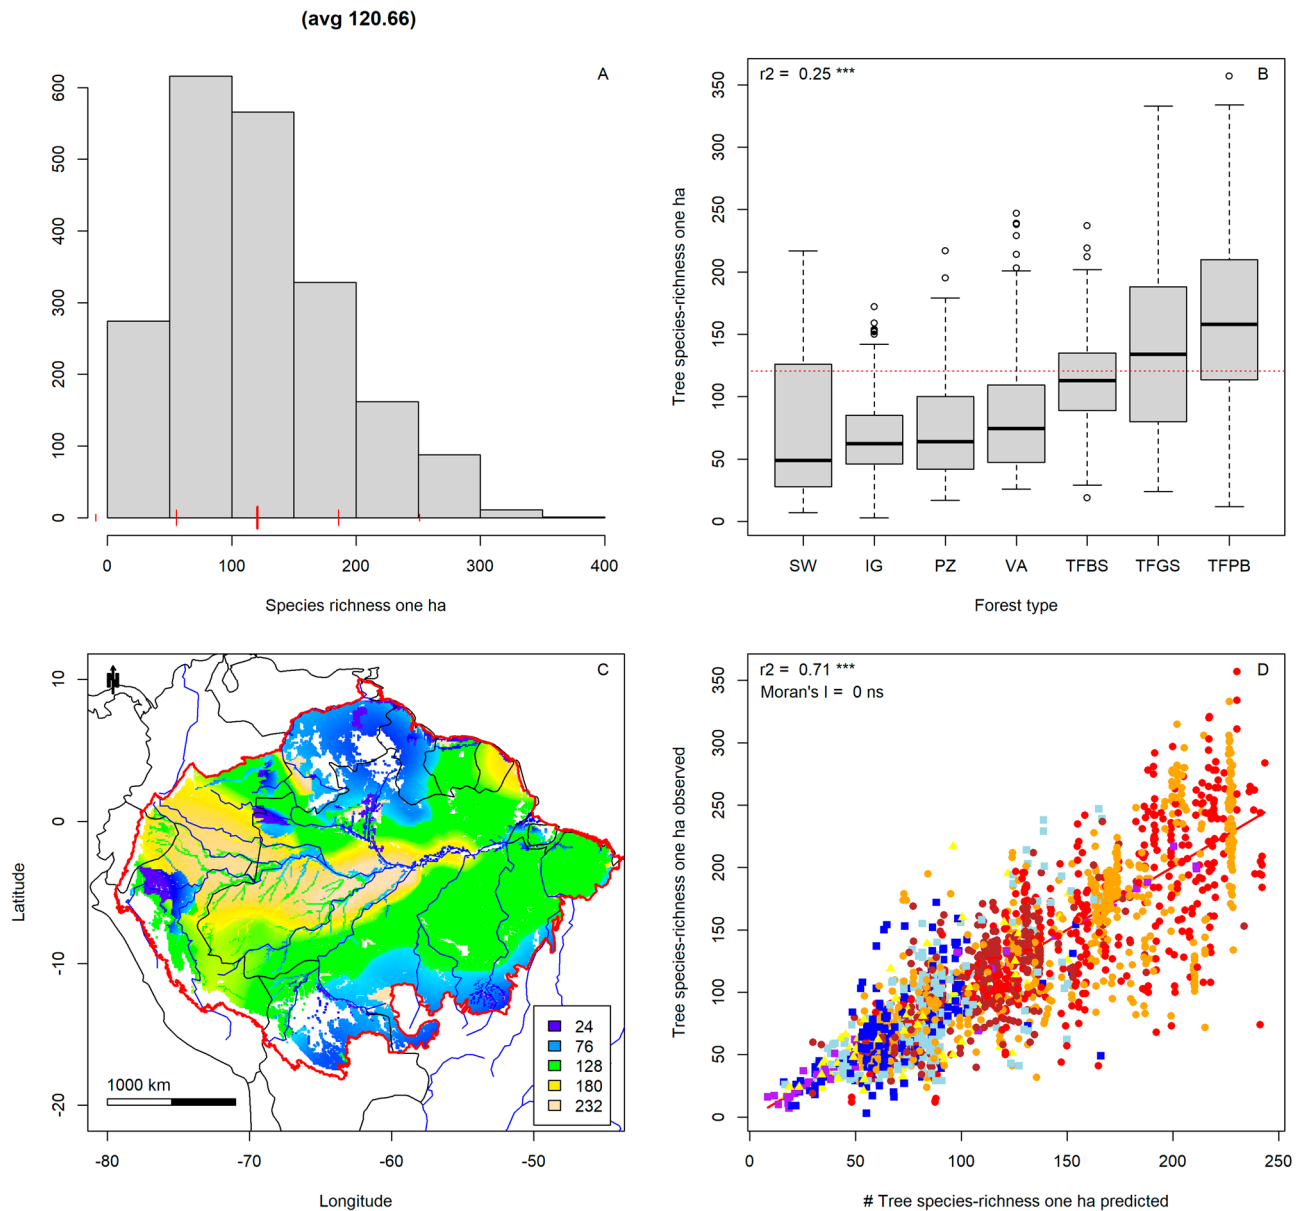 (avg 120.66)
A
600
500
400
300
200
100
0
0 100 200 300 400
Species richness one ha
r2 = 0.25 ***
B
350
300
250
200
150
100
50
0
Tree species-richness one ha
SW IG PZ VA TFBS TFGS TFPB
Forest type
N
C
10
0
-10
-20
Latitude
24
76
128
180
232
1000 km
-80 -70 -60 -50
Longitude
r2 = 0.71 ***
Moran's I = 0 ns
D
350
300
250
200
150
100
50
0
Tree species-richness one ha observed
0 50 100 150 200 250
# Tree species-richness one ha predicted